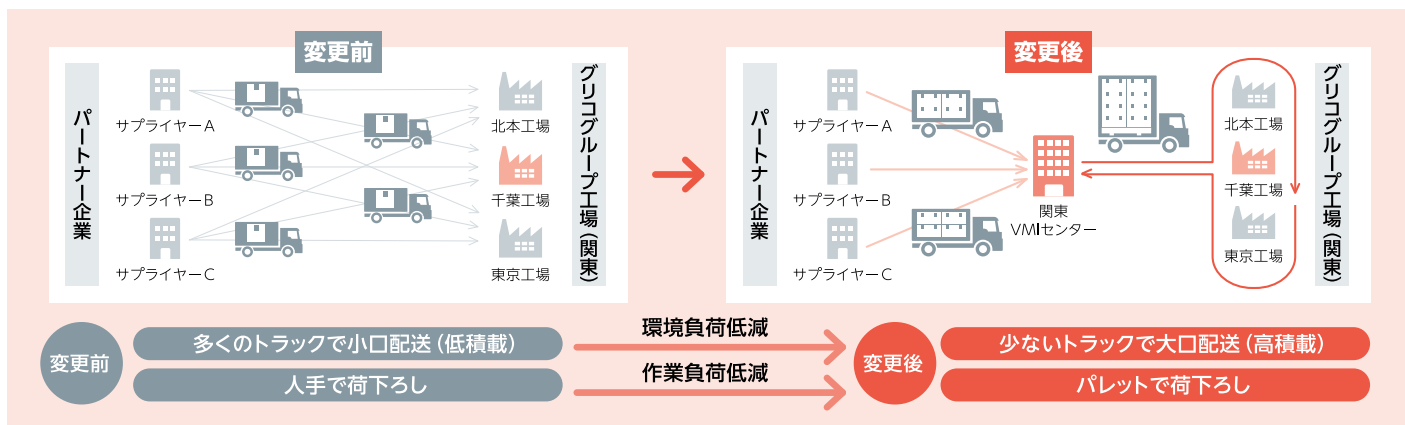 変更前
パートナー企業
サプライヤーA
サプライヤーB
サプライヤーC
北本工場
千葉工場
東京工場
グリコグループ工場(関東)
変更後
パートナー企業
サプライヤーA
サプライヤーB
サプライヤーC
関東
VMIセンター
北本工場
千葉工場
東京工場
グリコグループ工場(関東)
変更前
多くのトラックで小口配送(低積載)
人手で荷下ろし
環境負荷低減
作業負荷低減
変更後
少ないトラックで大口配送(高積載)
パレットで荷下ろし